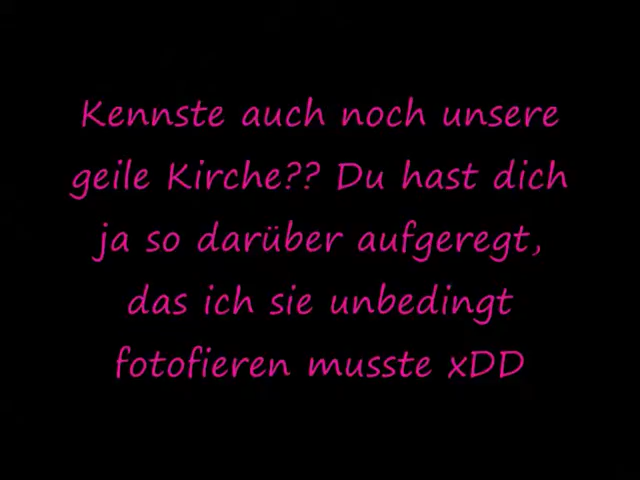 Kennste auch noch unsere
geile Kirche?? Du hast dich
ja so darüber aufgeregt,
das ich sie unbedingt
fotofieren musste xDD